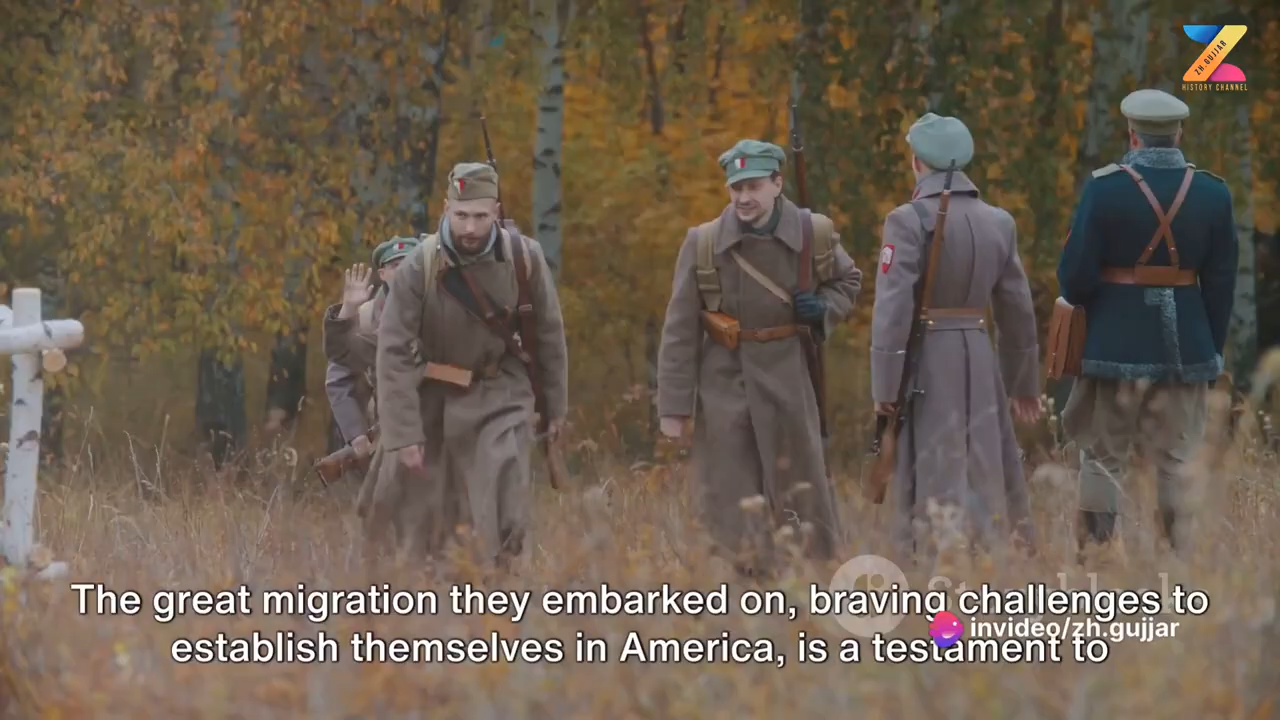 ZH.GUJJAR
HISTORY CHANNEL
The great migration they embarked on, braving challenges to
establish themselves in America, is a testament to
invideo/zh.gujjar